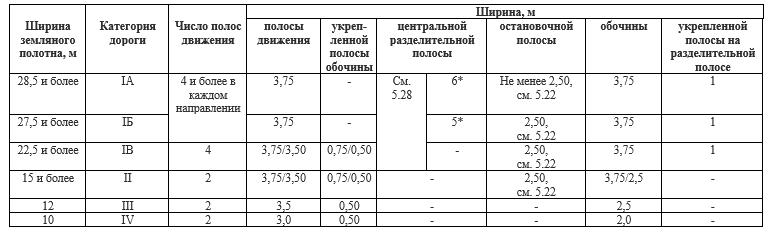 Ширина земляного полотна, м | Категория дороги | Число полос движения | Ширина, м
полосы движения | укреп-ленной полосы обочины | центральной разделительной полосы | остановочной полосы | обочины | укрепленной полосы на разделительной полосе
28,5 и более | IА | 4 и более в каждом направлении | 3,75 | - | См. 5.28 | 6* | Не менее 2,50, см. 5.22 | 3,75 | 1
27,5 и более | IБ | 3,75 | - | 5* | 2,50, см. 5.22 | 3,75 | 1
22,5 и более | IВ | 4 | 3,75/3,50 | 0,75/0,50 | - | 2,50, см. 5.22 | 3,75 | 1
15 и более | II | 2 | 3,75/3,50 | 0,75/0,50 | - | 2,50, см. 5.22 | 3,75/2,5 | -
12 | III | 2 | 3,5 | 0,50 | - | - | 2,5 | -
10 | IV | 2 | 3,0 | 0,50 | - | - | 2,0 | -